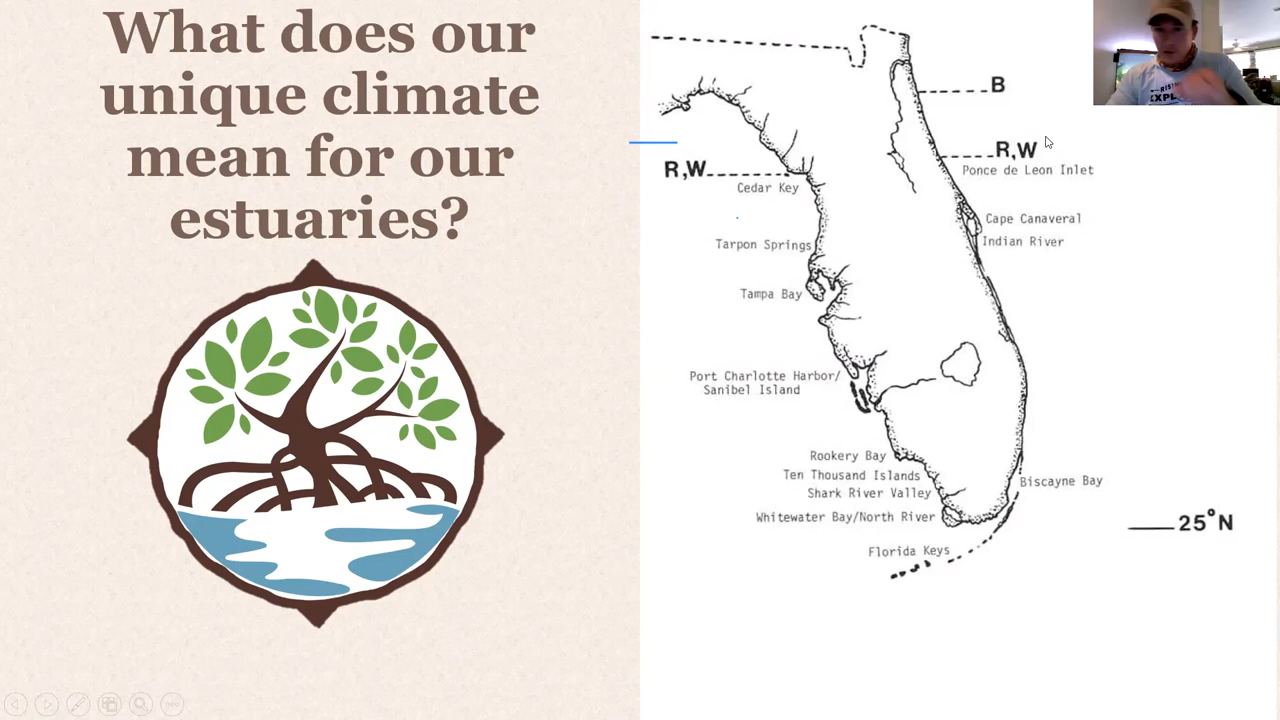 What does our
unique climate
mean for our
estuaries?
B
R,W
Ponce de Leon Inlet
R,W
Cedar Key
Cape Canaveral
Indian River
Tarpon Springs
Tampa Bay
Port Charlotte Harbor/
Sanibel Island
Rookery Bay
Ten Thousand Islands
Shark River Valley
Biscayne Bay
Whitewater Bay/North River
25°N
Florida Keys